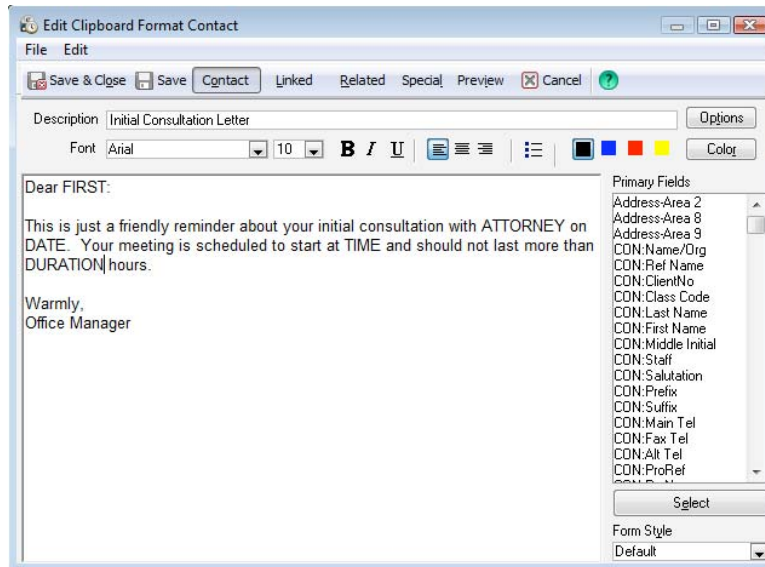 Edit Clipboard Format Contact
File Edit
Save & Close Save Contact Linked Related Special Preview Cancel ?
Description Initial Consultation Letter Options
Font Arial 10 B I U Color
Dear FIRST:
This is just a friendly reminder about your initial consultation with ATTORNEY on
DATE. Your meeting is scheduled to start at TIME and should not last more than
DURATION hours.
Warmly,
Office Manager
Primary Fields
Address-Area 2
Address-Area 8
Address-Area 9
CON:Name/Org
CON:Ref Name
CON:ClientNo
CON:Class Code
CON:Last Name
CON:First Name
CON:Middle Initial
CON:Staff
CON:Salutation
CON:Prefix
CON:Suffix
CON:Main Tel
CON:Fax Tel
CON:Alt Tel
CON:ProRef
Select
Form Style
Default